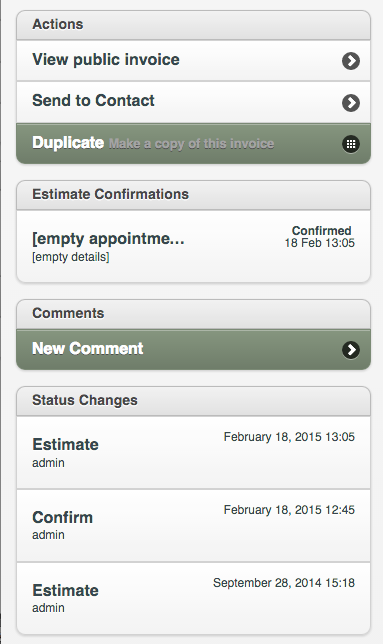 Actions
View public invoice
Send to Contact
Duplicate Make a copy of this invoice
Estimate Confirmations
[empty appointme...
Confirmed
18 Feb 13:05
[empty details]
Comments
New Comment
Status Changes
Estimate
February 18, 2015 13:05
admin
Confirm
February 18, 2015 12:45
admin
Estimate
September 28, 2014 15:18
admin